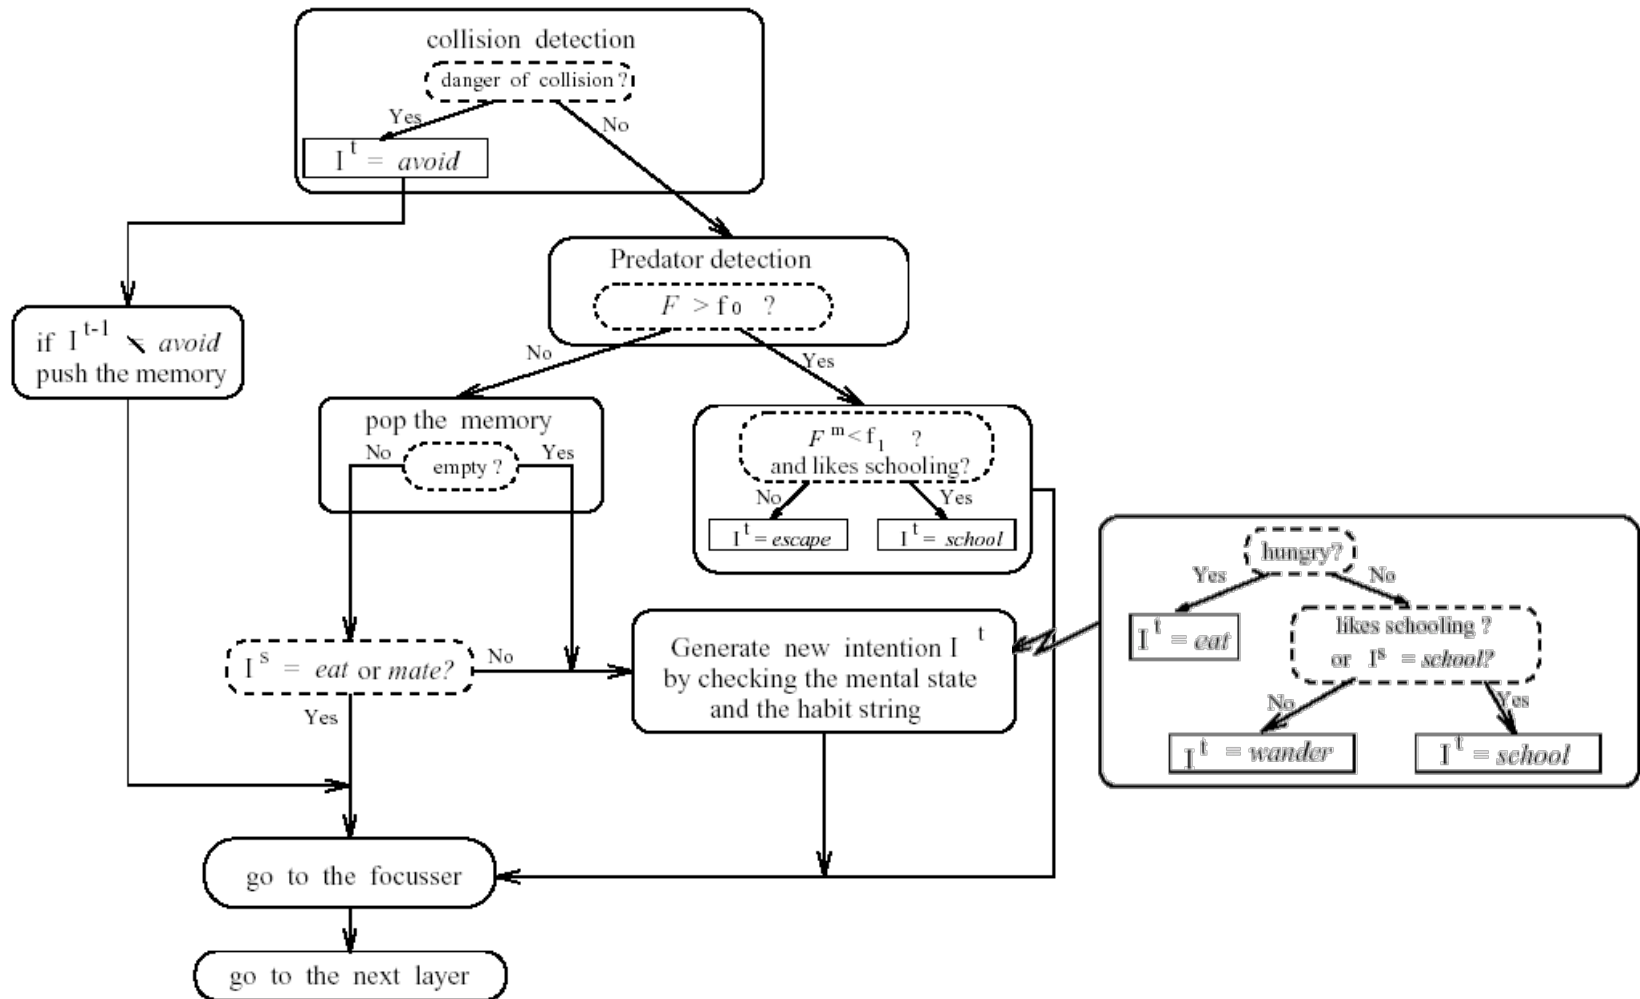 collision detection
danger of collision ?
Yes
No
I^t = avoid
Predator detection
F > f0 ?
if I^t-1 ≠ avoid
push the memory
No
Yes
pop the memory
No
empty ?
Yes
F^m < f1 ?
and likes schooling?
No
Yes
I^t = escape
I^t = school
hungry?
Yes
No
I^t = eat
likes schooling ?
or I^s = school?
No
Yes
I^t = wander
I^t = school
I^s = eat or mate?
No
Yes
Generate new intention I^t
by checking the mental state
and the habit string
go to the focusser
go to the next layer